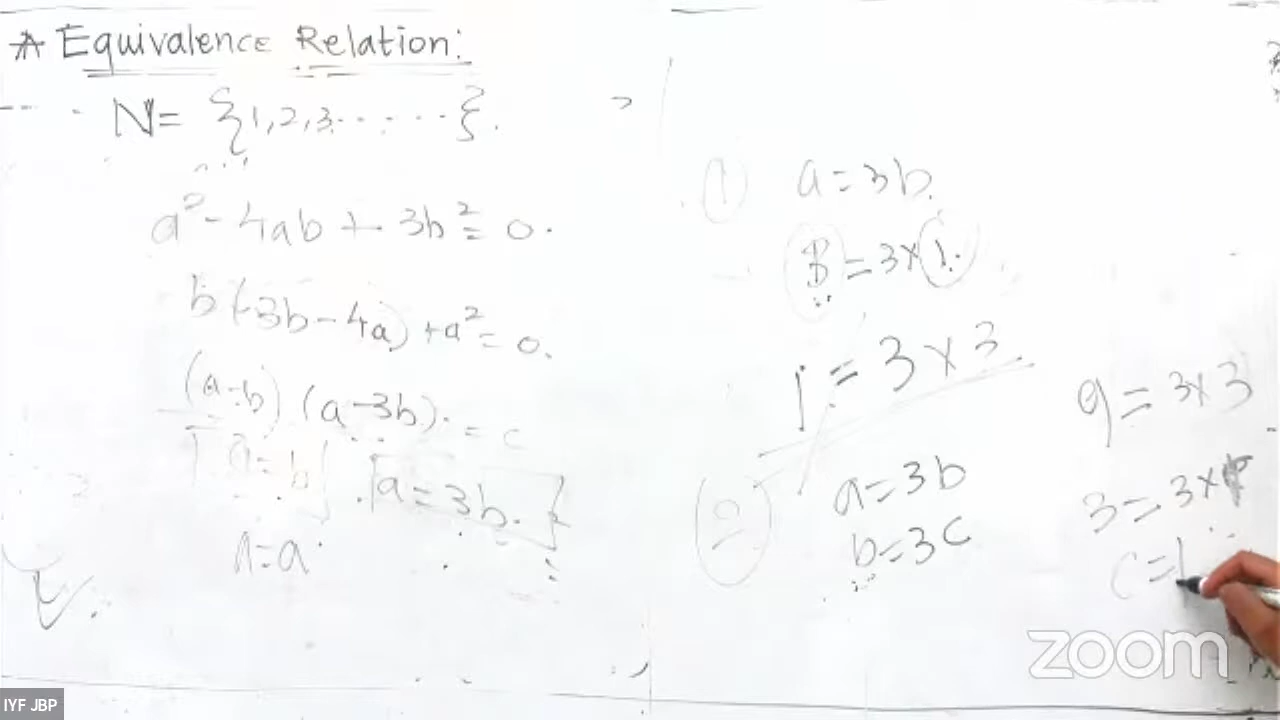 Equivalence Relation:
N = {1,2,3.......}.
a² - 4ab + 3b² = 0.
b(3b-4a) + a² = 0.
(a-b) (a-3b). =
a=b
a=3b.
a=a
①
a=3b.
3 = 3×1.
1 = 3×3
②
a=3b
b=3c
9=3×3
3=3×1
c=1
zoom
IYF JBP